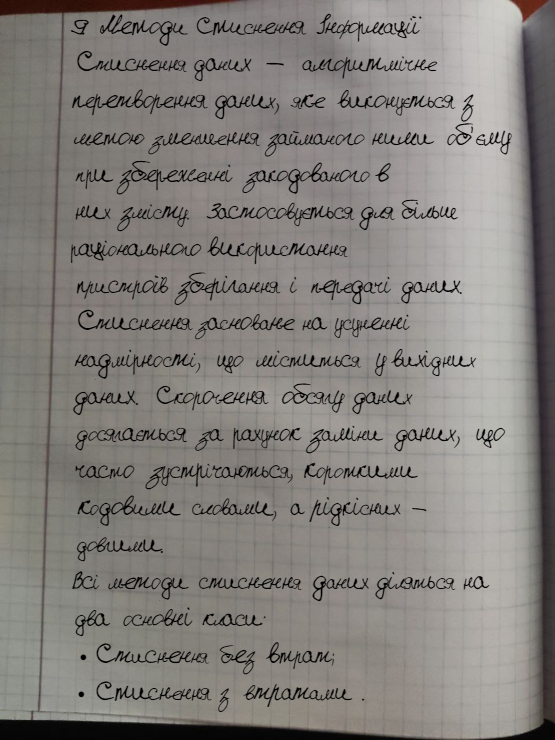 Я Методи Стиснення Інформації
Стиснення даних — алгоритмічне
перетворення даних, яке виконується з
метою зменшення займаного ними об'єму
при збереженні закодованого в
них змісту. Застосовується для більше
раціонального використання
пристроїв зберігання і передачі даних.
Стиснення засноване на усуненні
надмірності, що міститься у вихідних
даних. Скорочення обсягу даних
досягається за рахунок заміни даних, що
часто зустрічаються, короткими
кодовими словами, а рідкісних —
довгими.
Всі методи стиснення даних діляться на
два основні класи:
• Стиснення без втрат;
• Стиснення з втратами.